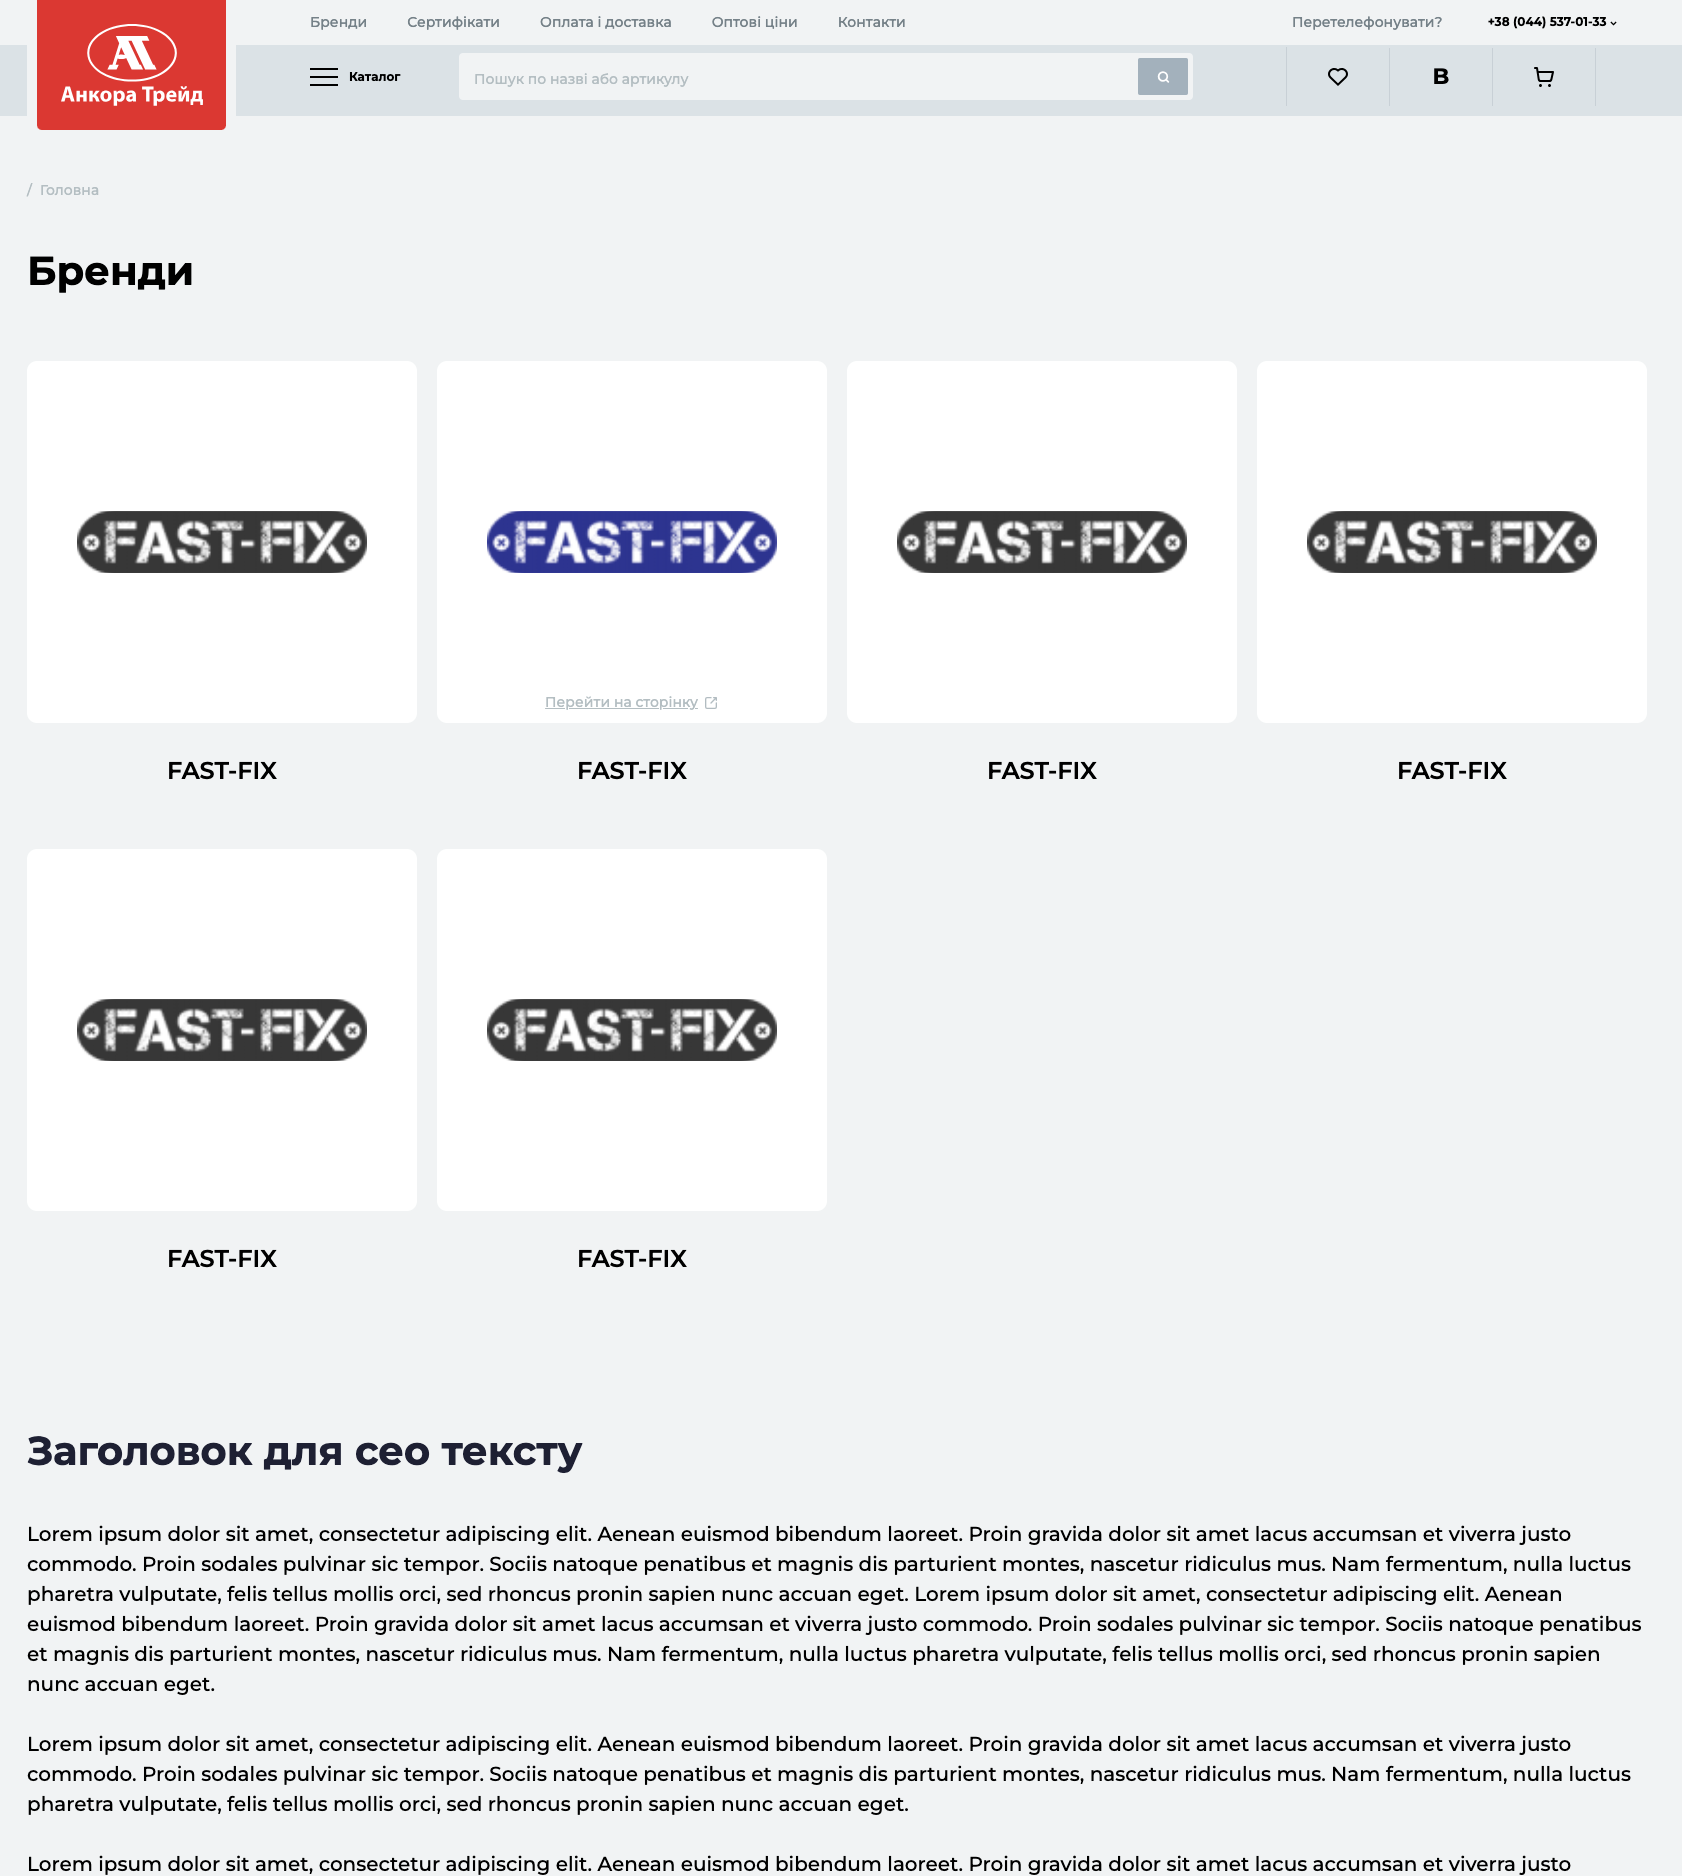 Бренди Сертифікати Оплата і доставка Оптові ціни Контакти Перетелефонувати? +38 (044) 537-01-33
Анкора Трейд
Каталог Пошук по назві або артикулу В
/ Головна
Бренди
FAST-FIX FAST-FIX FAST-FIX FAST-FIX
Перейти на сторінку
FAST-FIX FAST-FIX FAST-FIX FAST-FIX
FAST-FIX FAST-FIX
FAST-FIX FAST-FIX
Заголовок для сео тексту
Lorem ipsum dolor sit amet, consectetur adipiscing elit. Aenean euismod bibendum laoreet. Proin gravida dolor sit amet lacus accumsan et viverra justo
commodo. Proin sodales pulvinar sic tempor. Sociis natoque penatibus et magnis dis parturient montes, nascetur ridiculus mus. Nam fermentum, nulla luctus
pharetra vulputate, felis tellus mollis orci, sed rhoncus pronin sapien nunc accuan eget. Lorem ipsum dolor sit amet, consectetur adipiscing elit. Aenean
euismod bibendum laoreet. Proin gravida dolor sit amet lacus accumsan et viverra justo commodo. Proin sodales pulvinar sic tempor. Sociis natoque penatibus
et magnis dis parturient montes, nascetur ridiculus mus. Nam fermentum, nulla luctus pharetra vulputate, felis tellus mollis orci, sed rhoncus pronin sapien
nunc accuan eget.
Lorem ipsum dolor sit amet, consectetur adipiscing elit. Aenean euismod bibendum laoreet. Proin gravida dolor sit amet lacus accumsan et viverra justo
commodo. Proin sodales pulvinar sic tempor. Sociis natoque penatibus et magnis dis parturient montes, nascetur ridiculus mus. Nam fermentum, nulla luctus
pharetra vulputate, felis tellus mollis orci, sed rhoncus pronin sapien nunc accuan eget.
Lorem ipsum dolor sit amet, consectetur adipiscing elit. Aenean euismod bibendum laoreet. Proin gravida dolor sit amet lacus accumsan et viverra justo